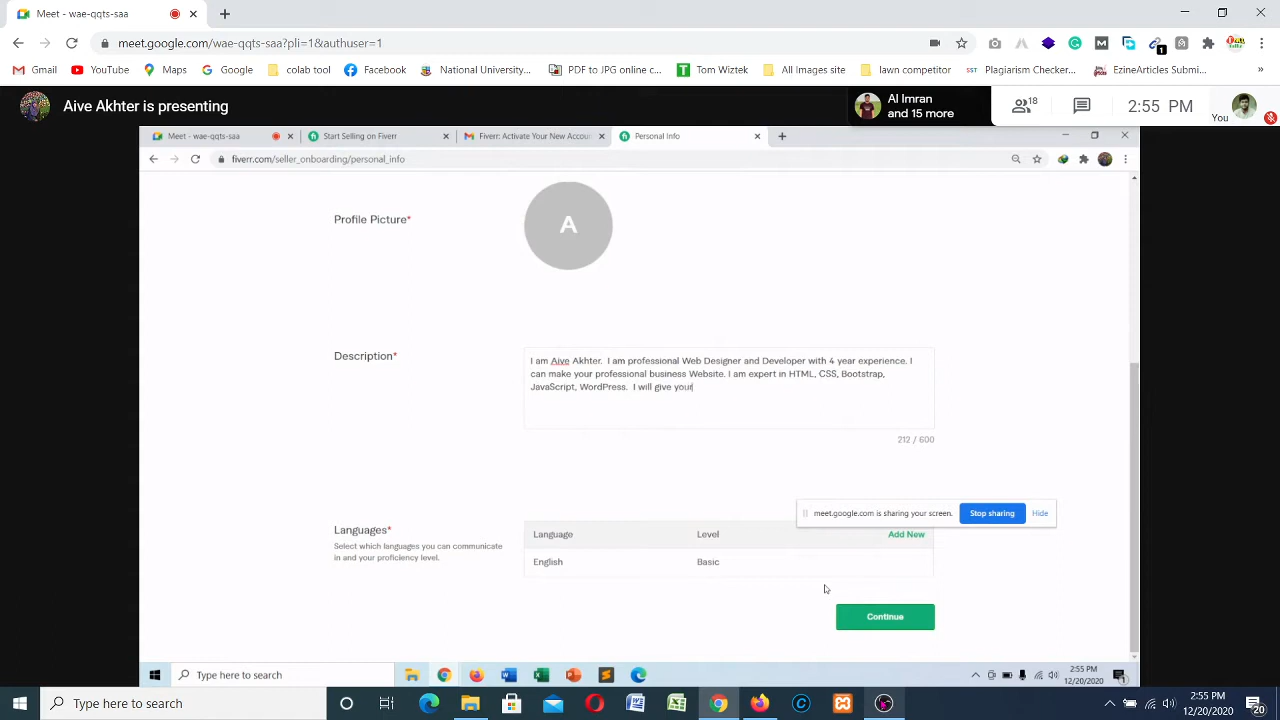 Meet - wae-qqts-saa
meet.google.com/wae-qqts-saa?pli=1&authuser=1
1
Gmail
YouTube
Maps
Google
colab tool
Facebook
National University...
PDF to JPG online c...
Tom Wiztek
All Images site
lawn competitor
SST
Plagiarism Checker...
EzineArticles Submi...
Aive Akhter is presenting
Al Imran
and 15 more
18
2:55 PM
You
Meet - wae-qqts-saa
Start Selling on Fiverr
Fiverr: Activate Your New Accou
Personal Info
fiverr.com/seller_onboarding/personal_info
Profile Picture*
A
Description*
I am Aive Akhter.  I am professional Web Designer and Developer with 4 year experience. I
can make your professional business Website. I am expert in HTML, CSS, Bootstrap,
JavaScript, WordPress.  I will give your
212 / 600
meet.google.com is sharing your screen.
Stop sharing
Hide
Languages*
Select which languages you can communicate
in and your proficiency level.
Language
Level
Add New
English
Basic
Continue
Type here to search
2:55 PM
12/20/2020
1
Type here to search
2:55 PM
12/20/2020
20